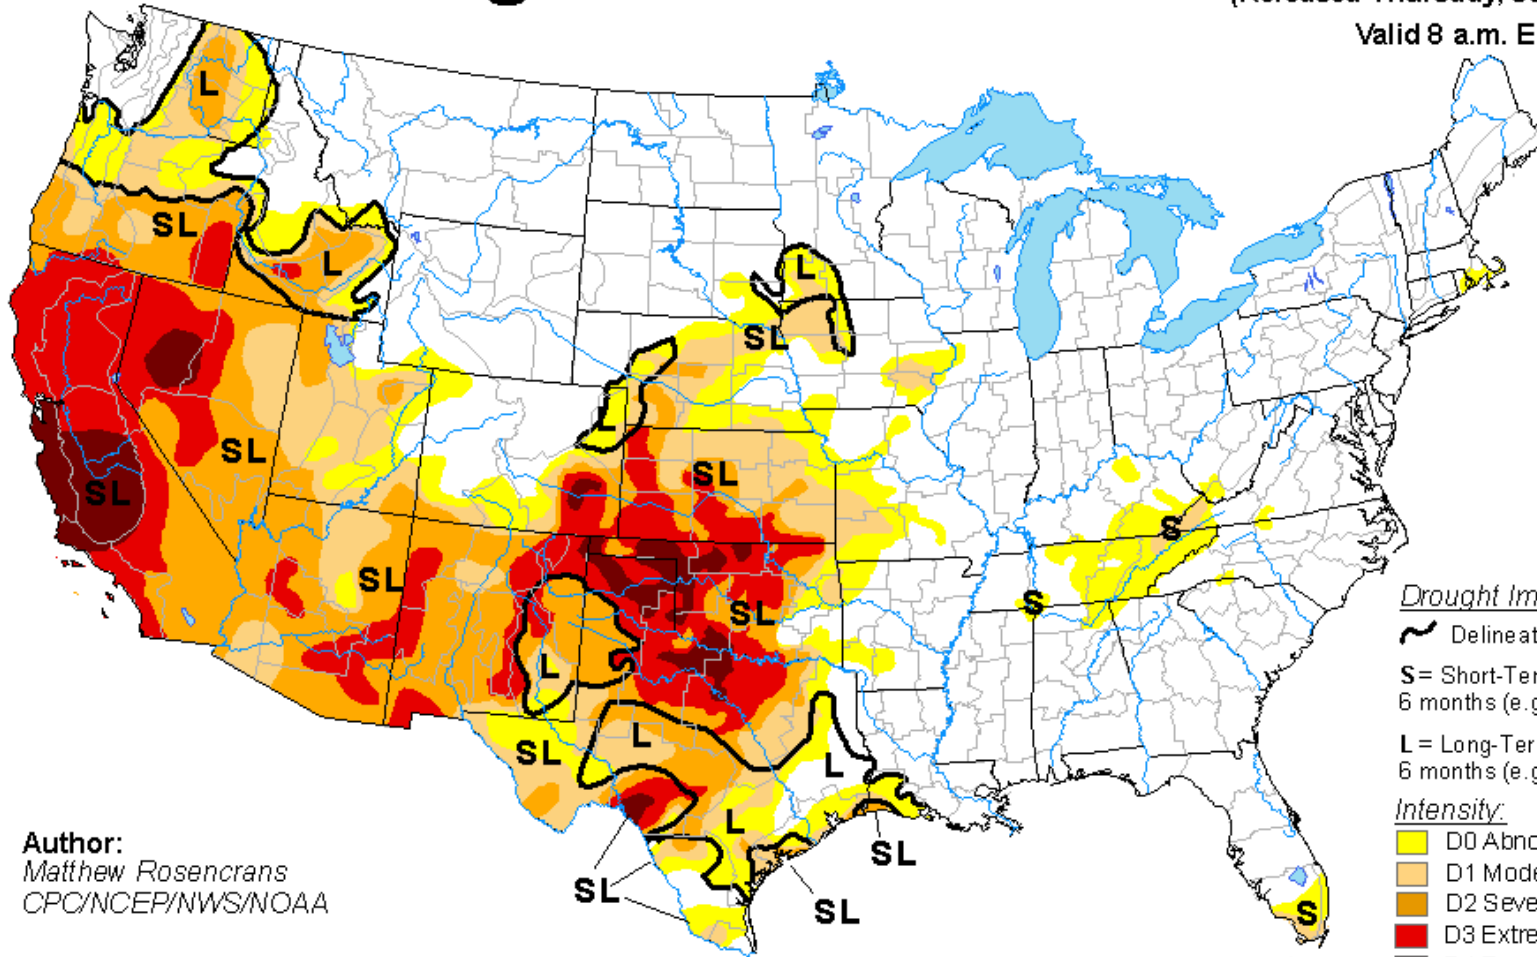 Valid 8 a.m. E
L
SL
L
L
SL
L
SL
SL
SL
S
SL
SL
S
L
L
SL
L
L
SL
SL
SL
S
Drought Im
Delineat
S = Short-Ter
6 months (e.g
L = Long-Ter
6 months (e.g
Intensity:
D0 Abno
D1 Mode
D2 Seve
D3 Extre
Author:
Matthew Rosencrans
CPC/NCEP/NWS/NOAA